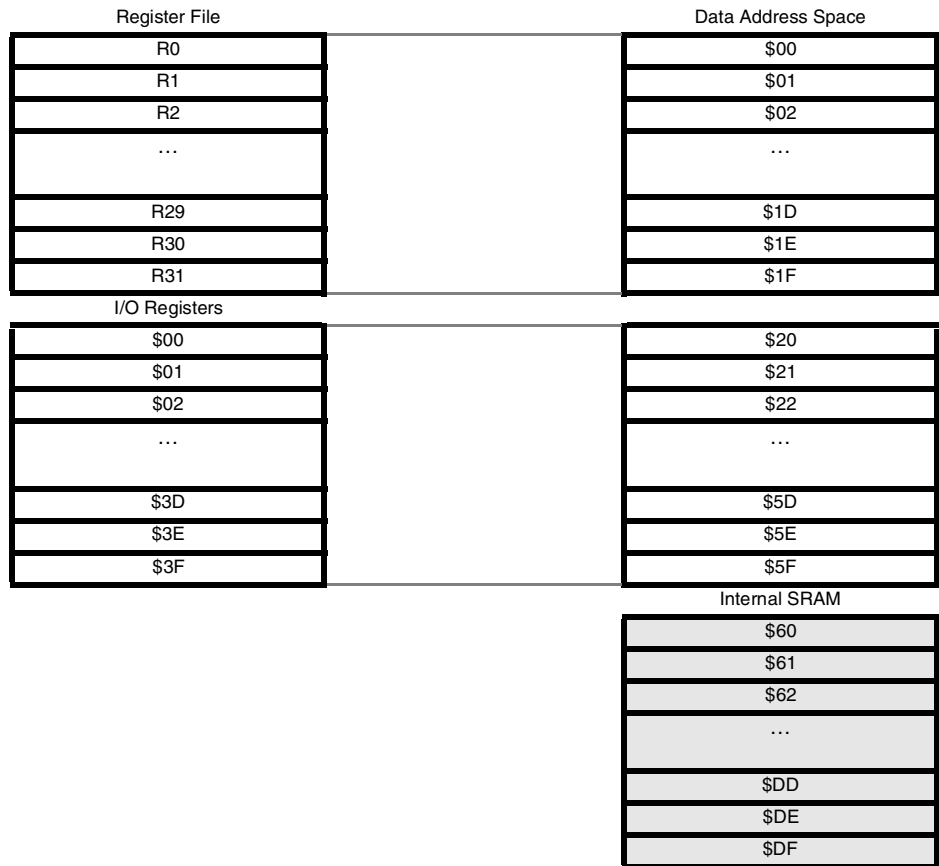 Register File
Data Address Space
R0
$00
R1
$01
R2
$02
...
...
R29
$1D
R30
$1E
R31
$1F
I/O Registers
$00
$20
$01
$21
$02
$22
...
...
$3D
$5D
$3E
$5E
$3F
$5F
Internal SRAM
$60
$61
$62
...
$DD
$DE
$DF